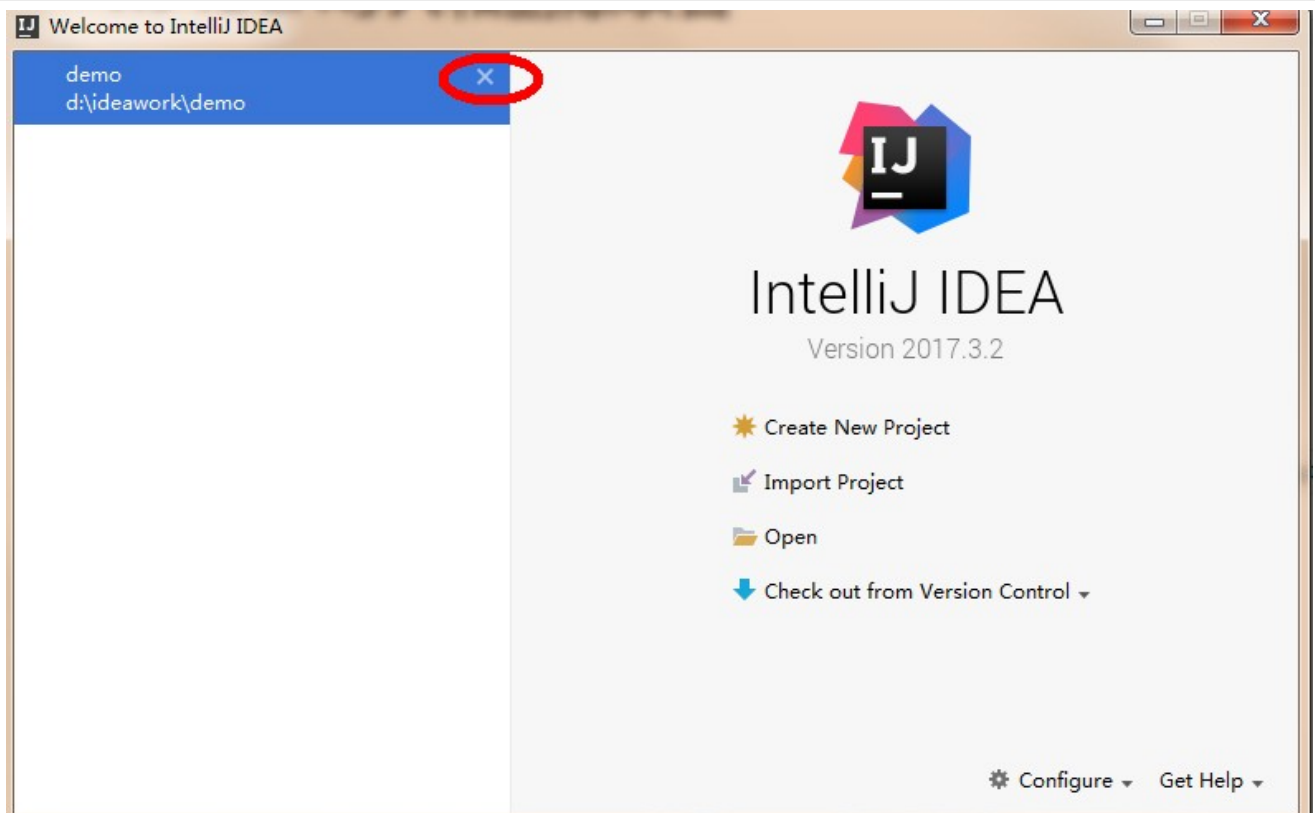 Welcome to IntelliJ IDEA
demo
d:\ideawork\demo
IJ
IntelliJ IDEA
Version 2017.3.2
Create New Project
Import Project
Open
Check out from Version Control
Configure
Get Help